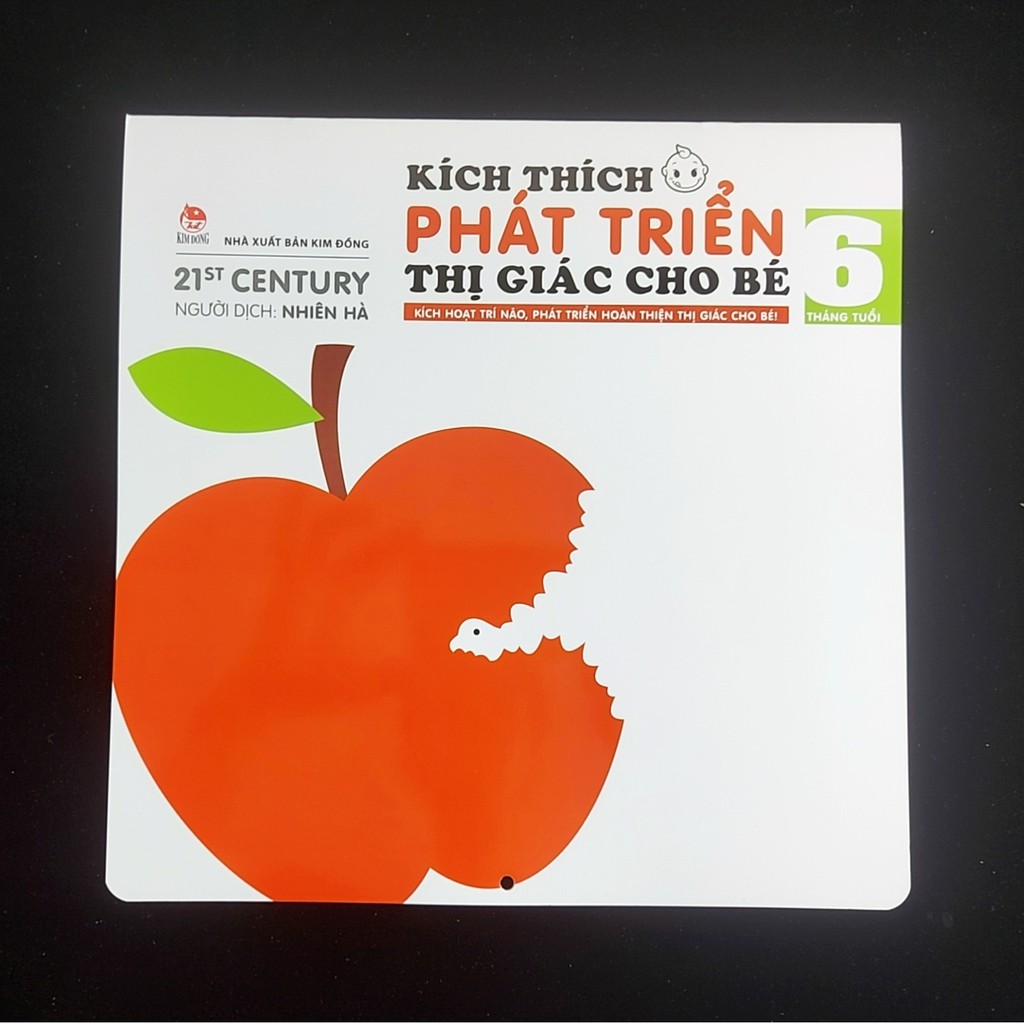 KÍCH THÍCH
PHÁT TRIỂN
THỊ GIÁC CHO BÉ
KÍCH HOẠT TRÍ NÃO, PHÁT TRIỂN HOÀN THIỆN THỊ GIÁC CHO BÉ!
6
THÁNG TUỔI
KIM ĐỒNG
NHÀ XUẤT BẢN KIM ĐỒNG
21ST CENTURY
NGƯỜI DỊCH: NHIÊN HÀ